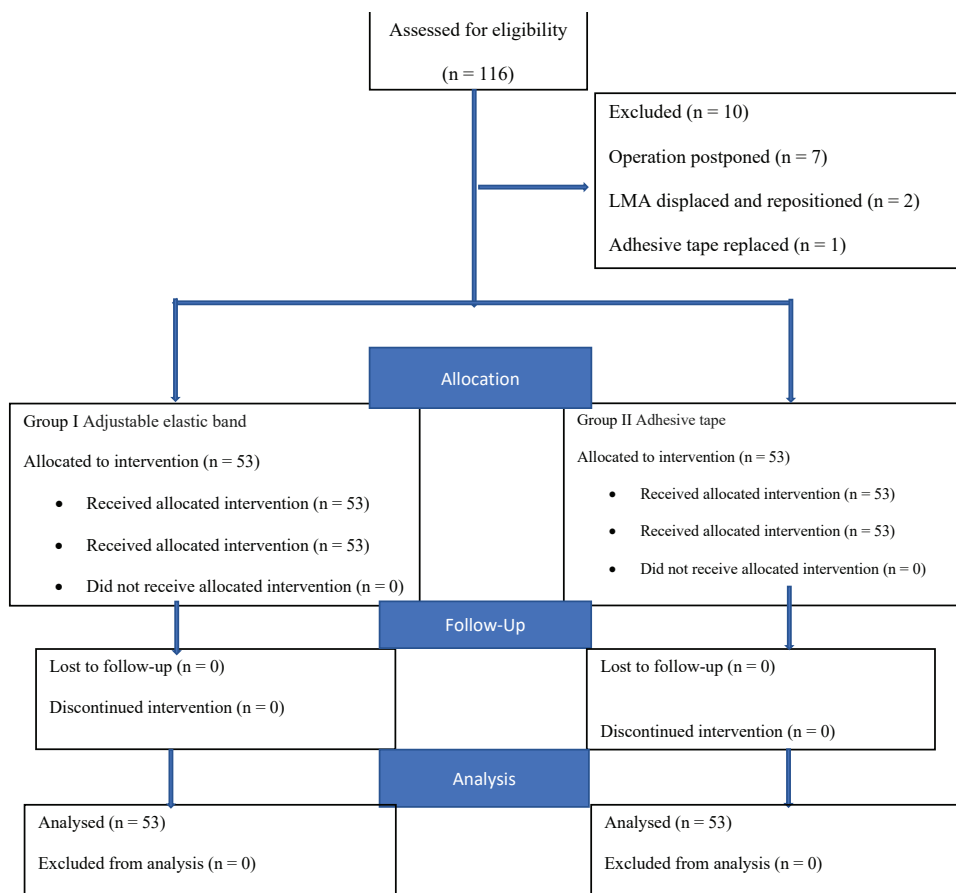 Assessed for eligibility
(n = 116)
Excluded (n = 10)
Operation postponed (n = 7)
LMA displaced and repositioned (n = 2)
Adhesive tape replaced (n = 1)
Allocation
Group I Adjustable elastic band
Allocated to intervention (n = 53)
• Received allocated intervention (n = 53)
• Received allocated intervention (n = 53)
• Did not receive allocated intervention (n = 0)
Group II Adhesive tape
Allocated to intervention (n = 53)
• Received allocated intervention (n = 53)
• Received allocated intervention (n = 53)
• Did not receive allocated intervention (n = 0)
Follow-Up
Lost to follow-up (n = 0)
Discontinued intervention (n = 0)
Lost to follow-up (n = 0)
Discontinued intervention (n = 0)
Analysis
Analysed (n = 53)
Excluded from analysis (n = 0)
Analysed (n = 53)
Excluded from analysis (n = 0)